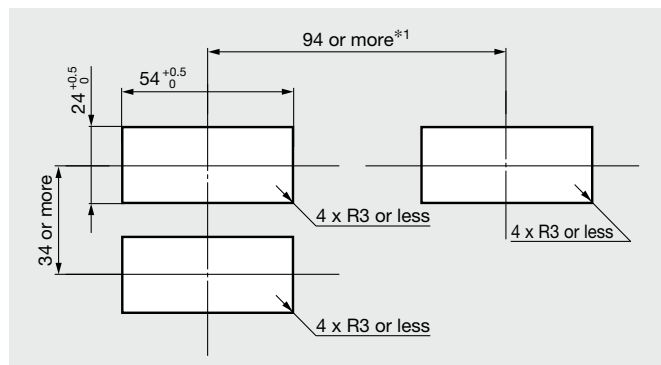 94 or more*1
54 +0.5 0
24 +0.5 0
34 or more
4 x R3 or less
4 x R3 or less
4 x R3 or less